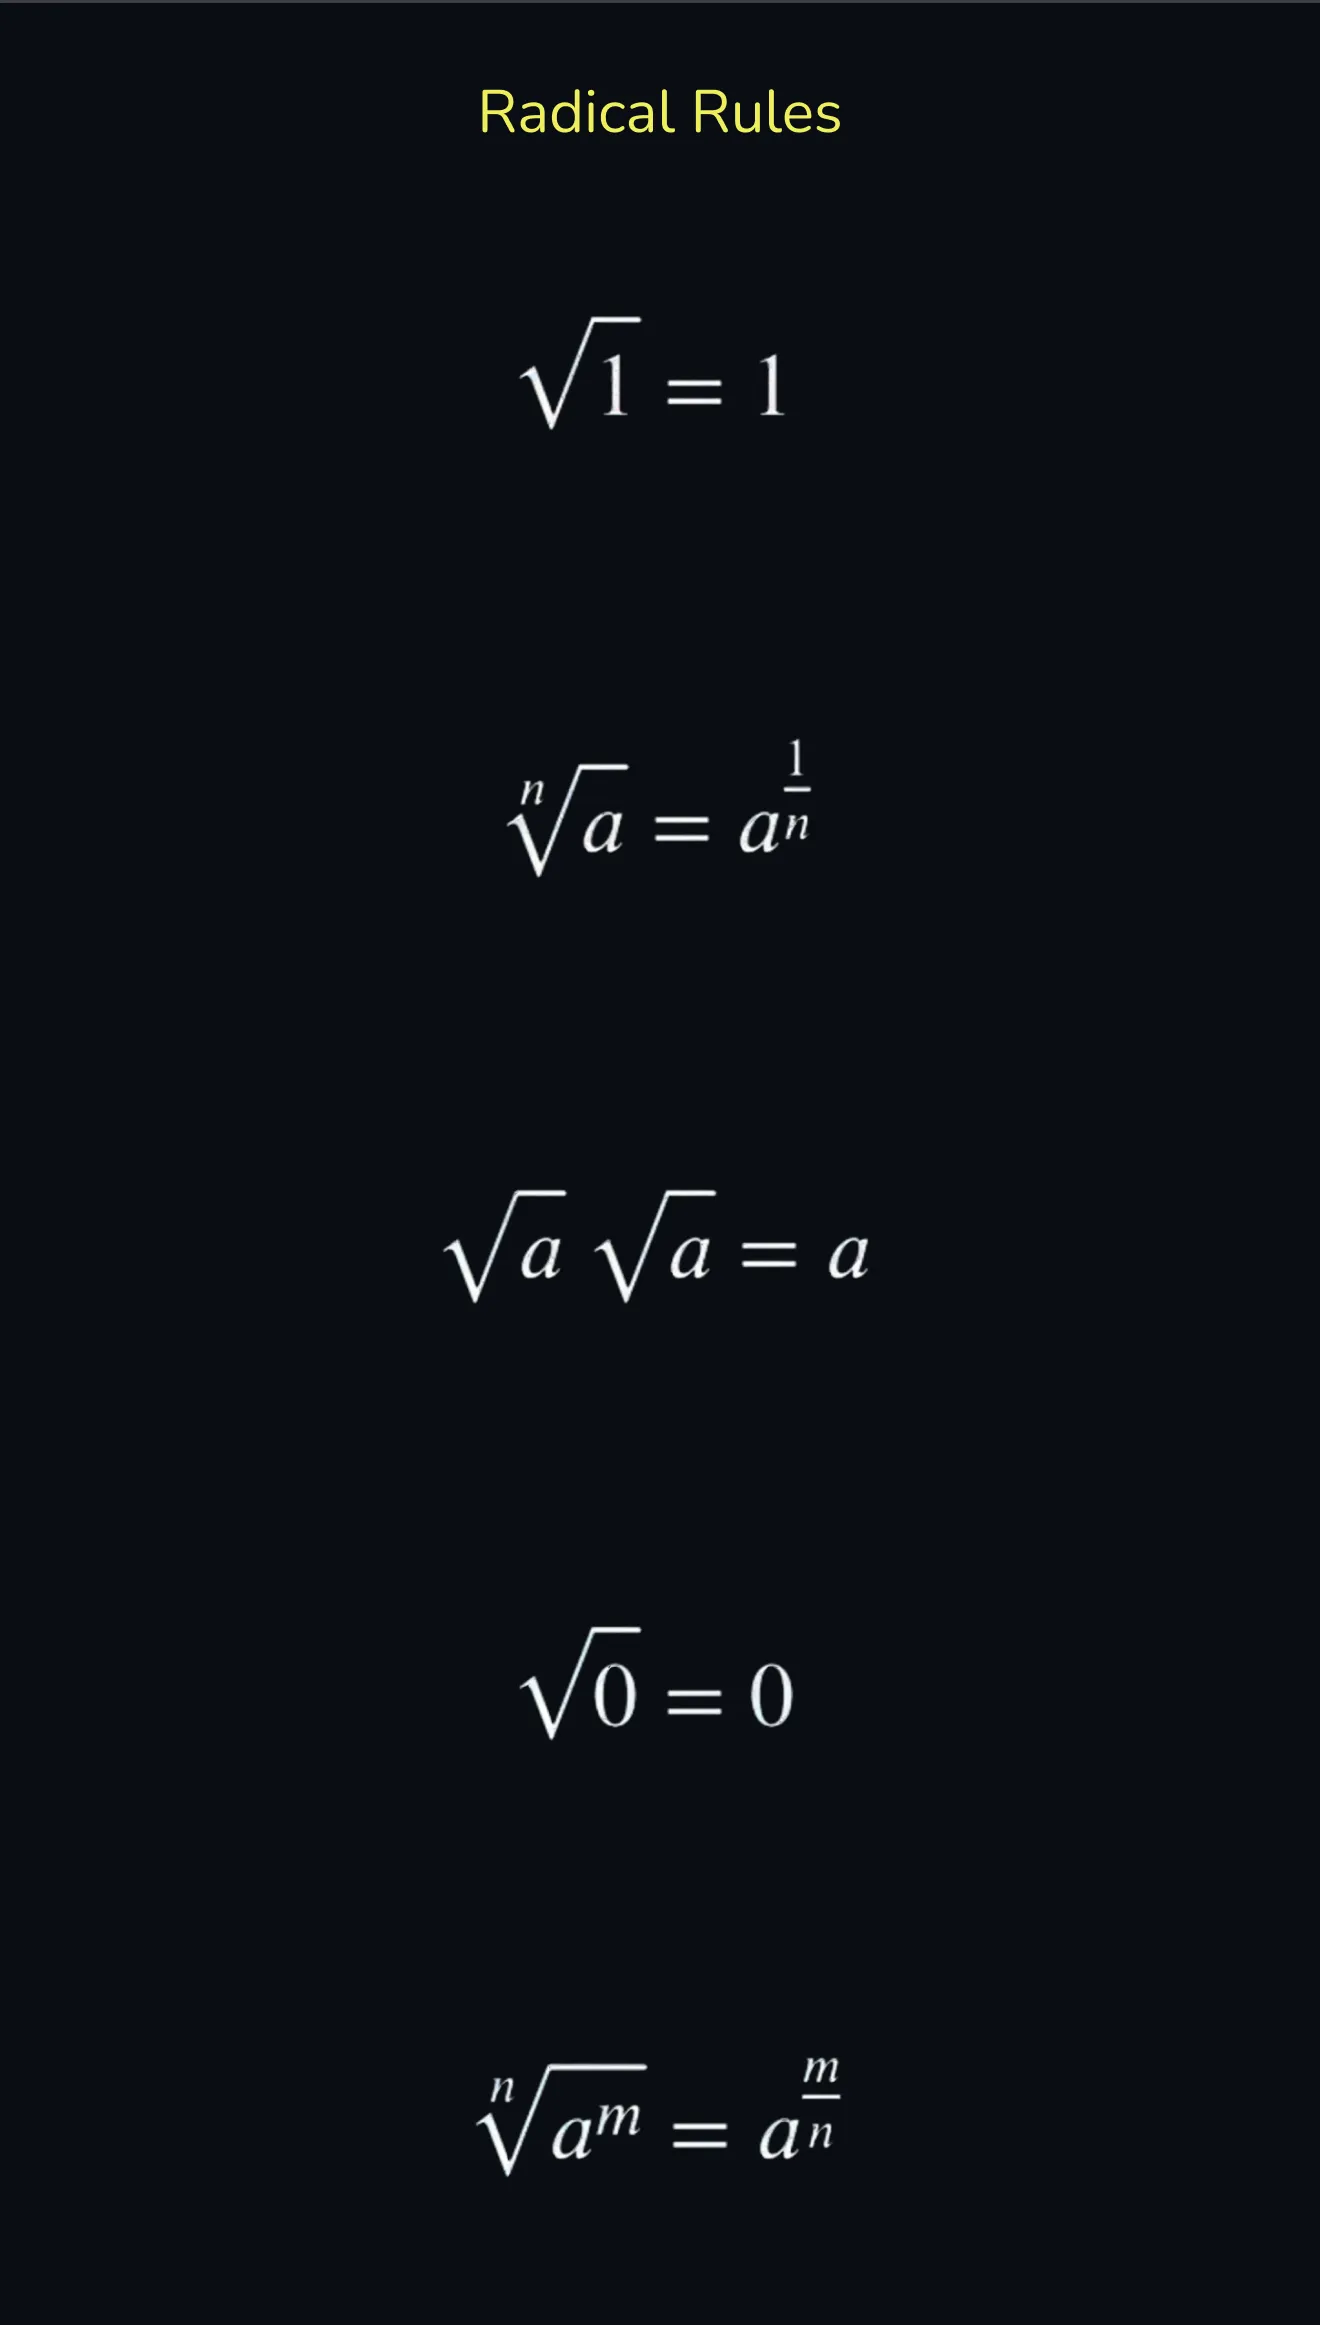 Radical Rules
√1 = 1
ⁿ√a = a^(1/n)
√a √a = a
√0 = 0
ⁿ√(a^m) = a^(m/n)